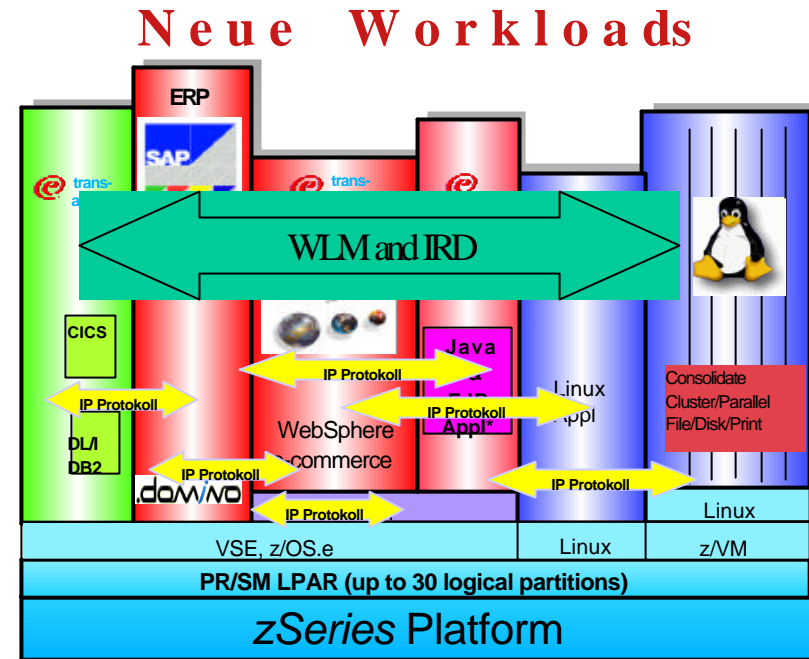 Neue Workloads
ERP
SAP
trans-
trans-
WLM and IRD
CICS
Java
&
Appl*
IP Protokoll
IP Protokoll
IP Protokoll
Linux
Appl
Consolidate
Cluster/Parallel
File/Disk/Print
WebSphere
e-commerce
DL/I
DB2
IP Protokoll
IP Protokoll
IP Protokoll
domino
Linux
VSE, z/OS.e
Linux
z/VM
PR/SM LPAR (up to 30 logical partitions)
zSeries Platform